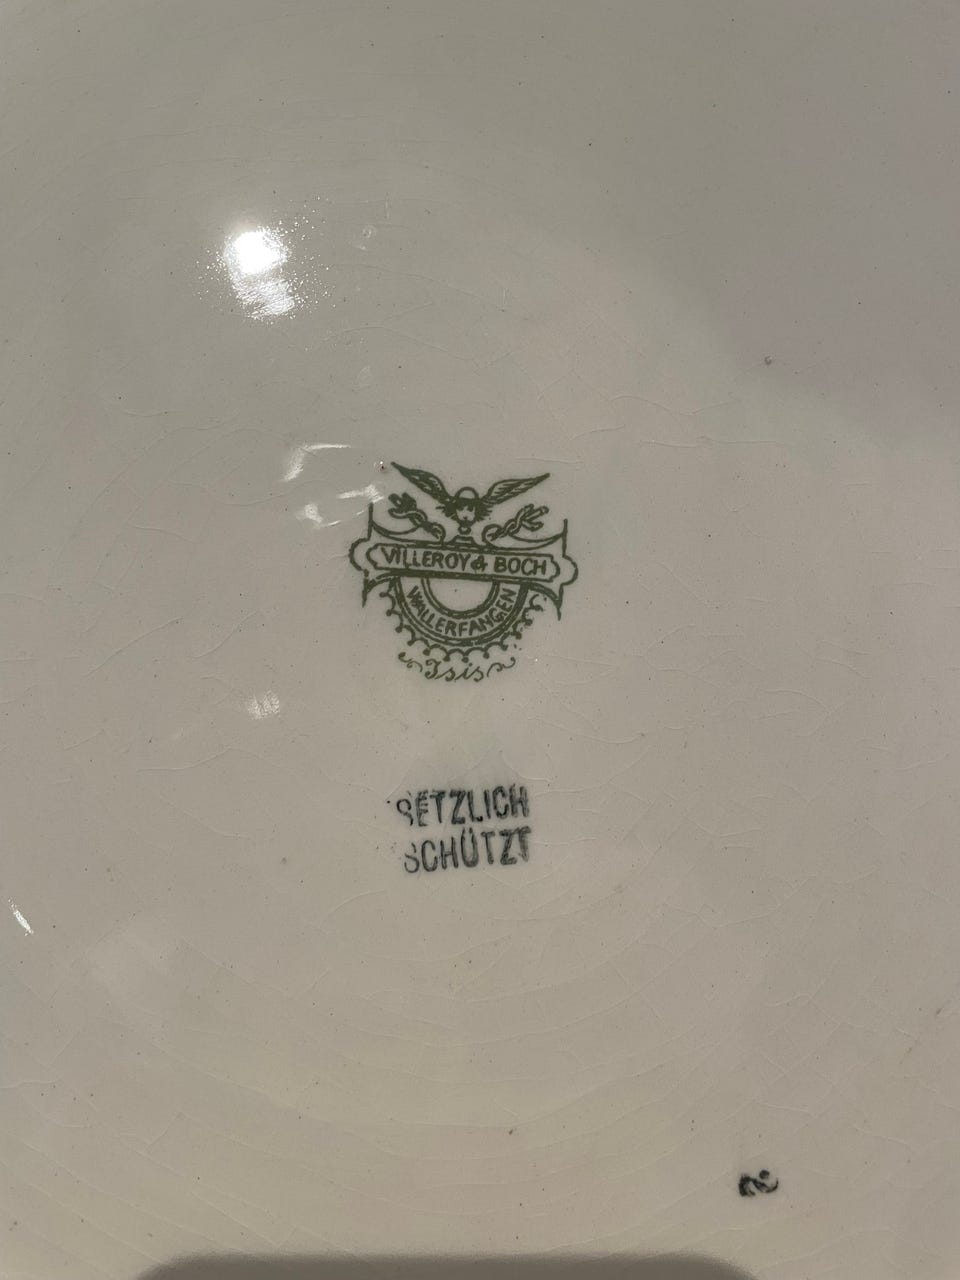 VILLEROY & BOCH
WALLERFANGEN
Isis
SETZLICH
SCHÜTZT